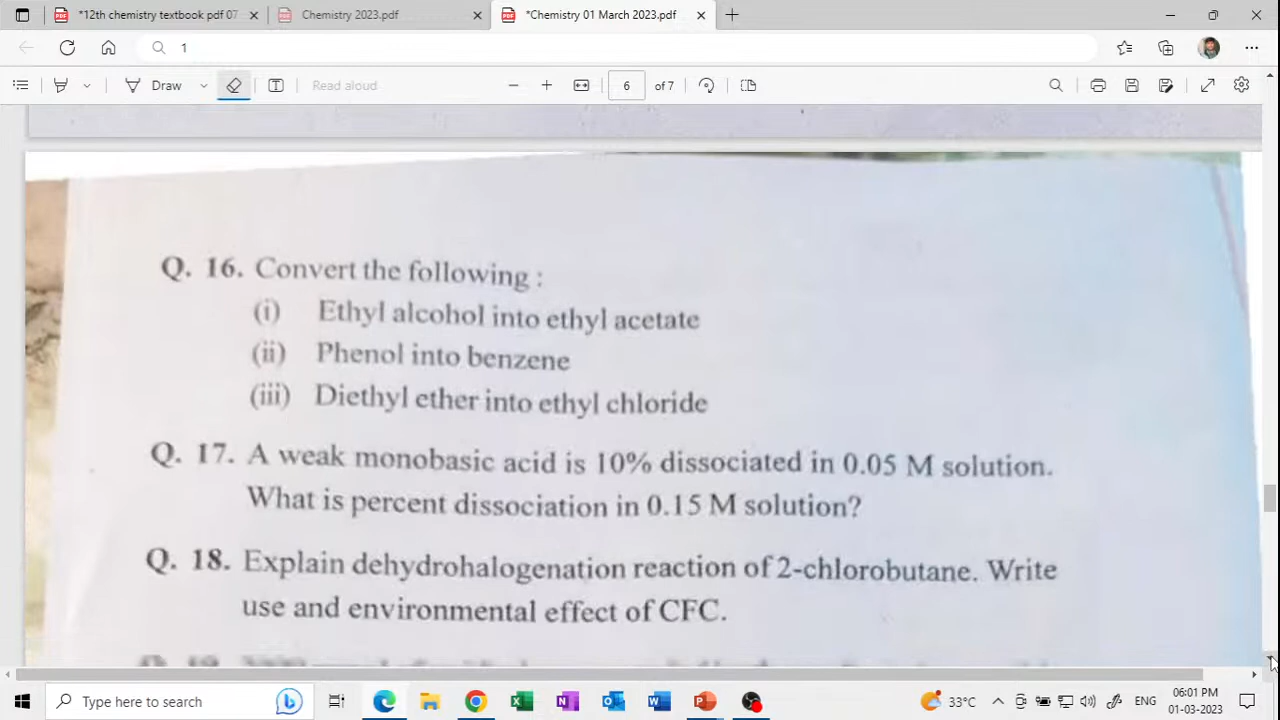 *12th chemistry textbook pdf 07
Chemistry 2023.pdf
*Chemistry 01 March 2023.pdf
1
Draw
Read aloud
6 of 7
Q. 16. Convert the following :
(i) Ethyl alcohol into ethyl acetate
(ii) Phenol into benzene
(iii) Diethyl ether into ethyl chloride
Q. 17. A weak monobasic acid is 10% dissociated in 0.05 M solution.
What is percent dissociation in 0.15 M solution?
Q. 18. Explain dehydrohalogenation reaction of 2-chlorobutane. Write
use and environmental effect of CFC.
Type here to search
33°C
ENG
06:01 PM
01-03-2023